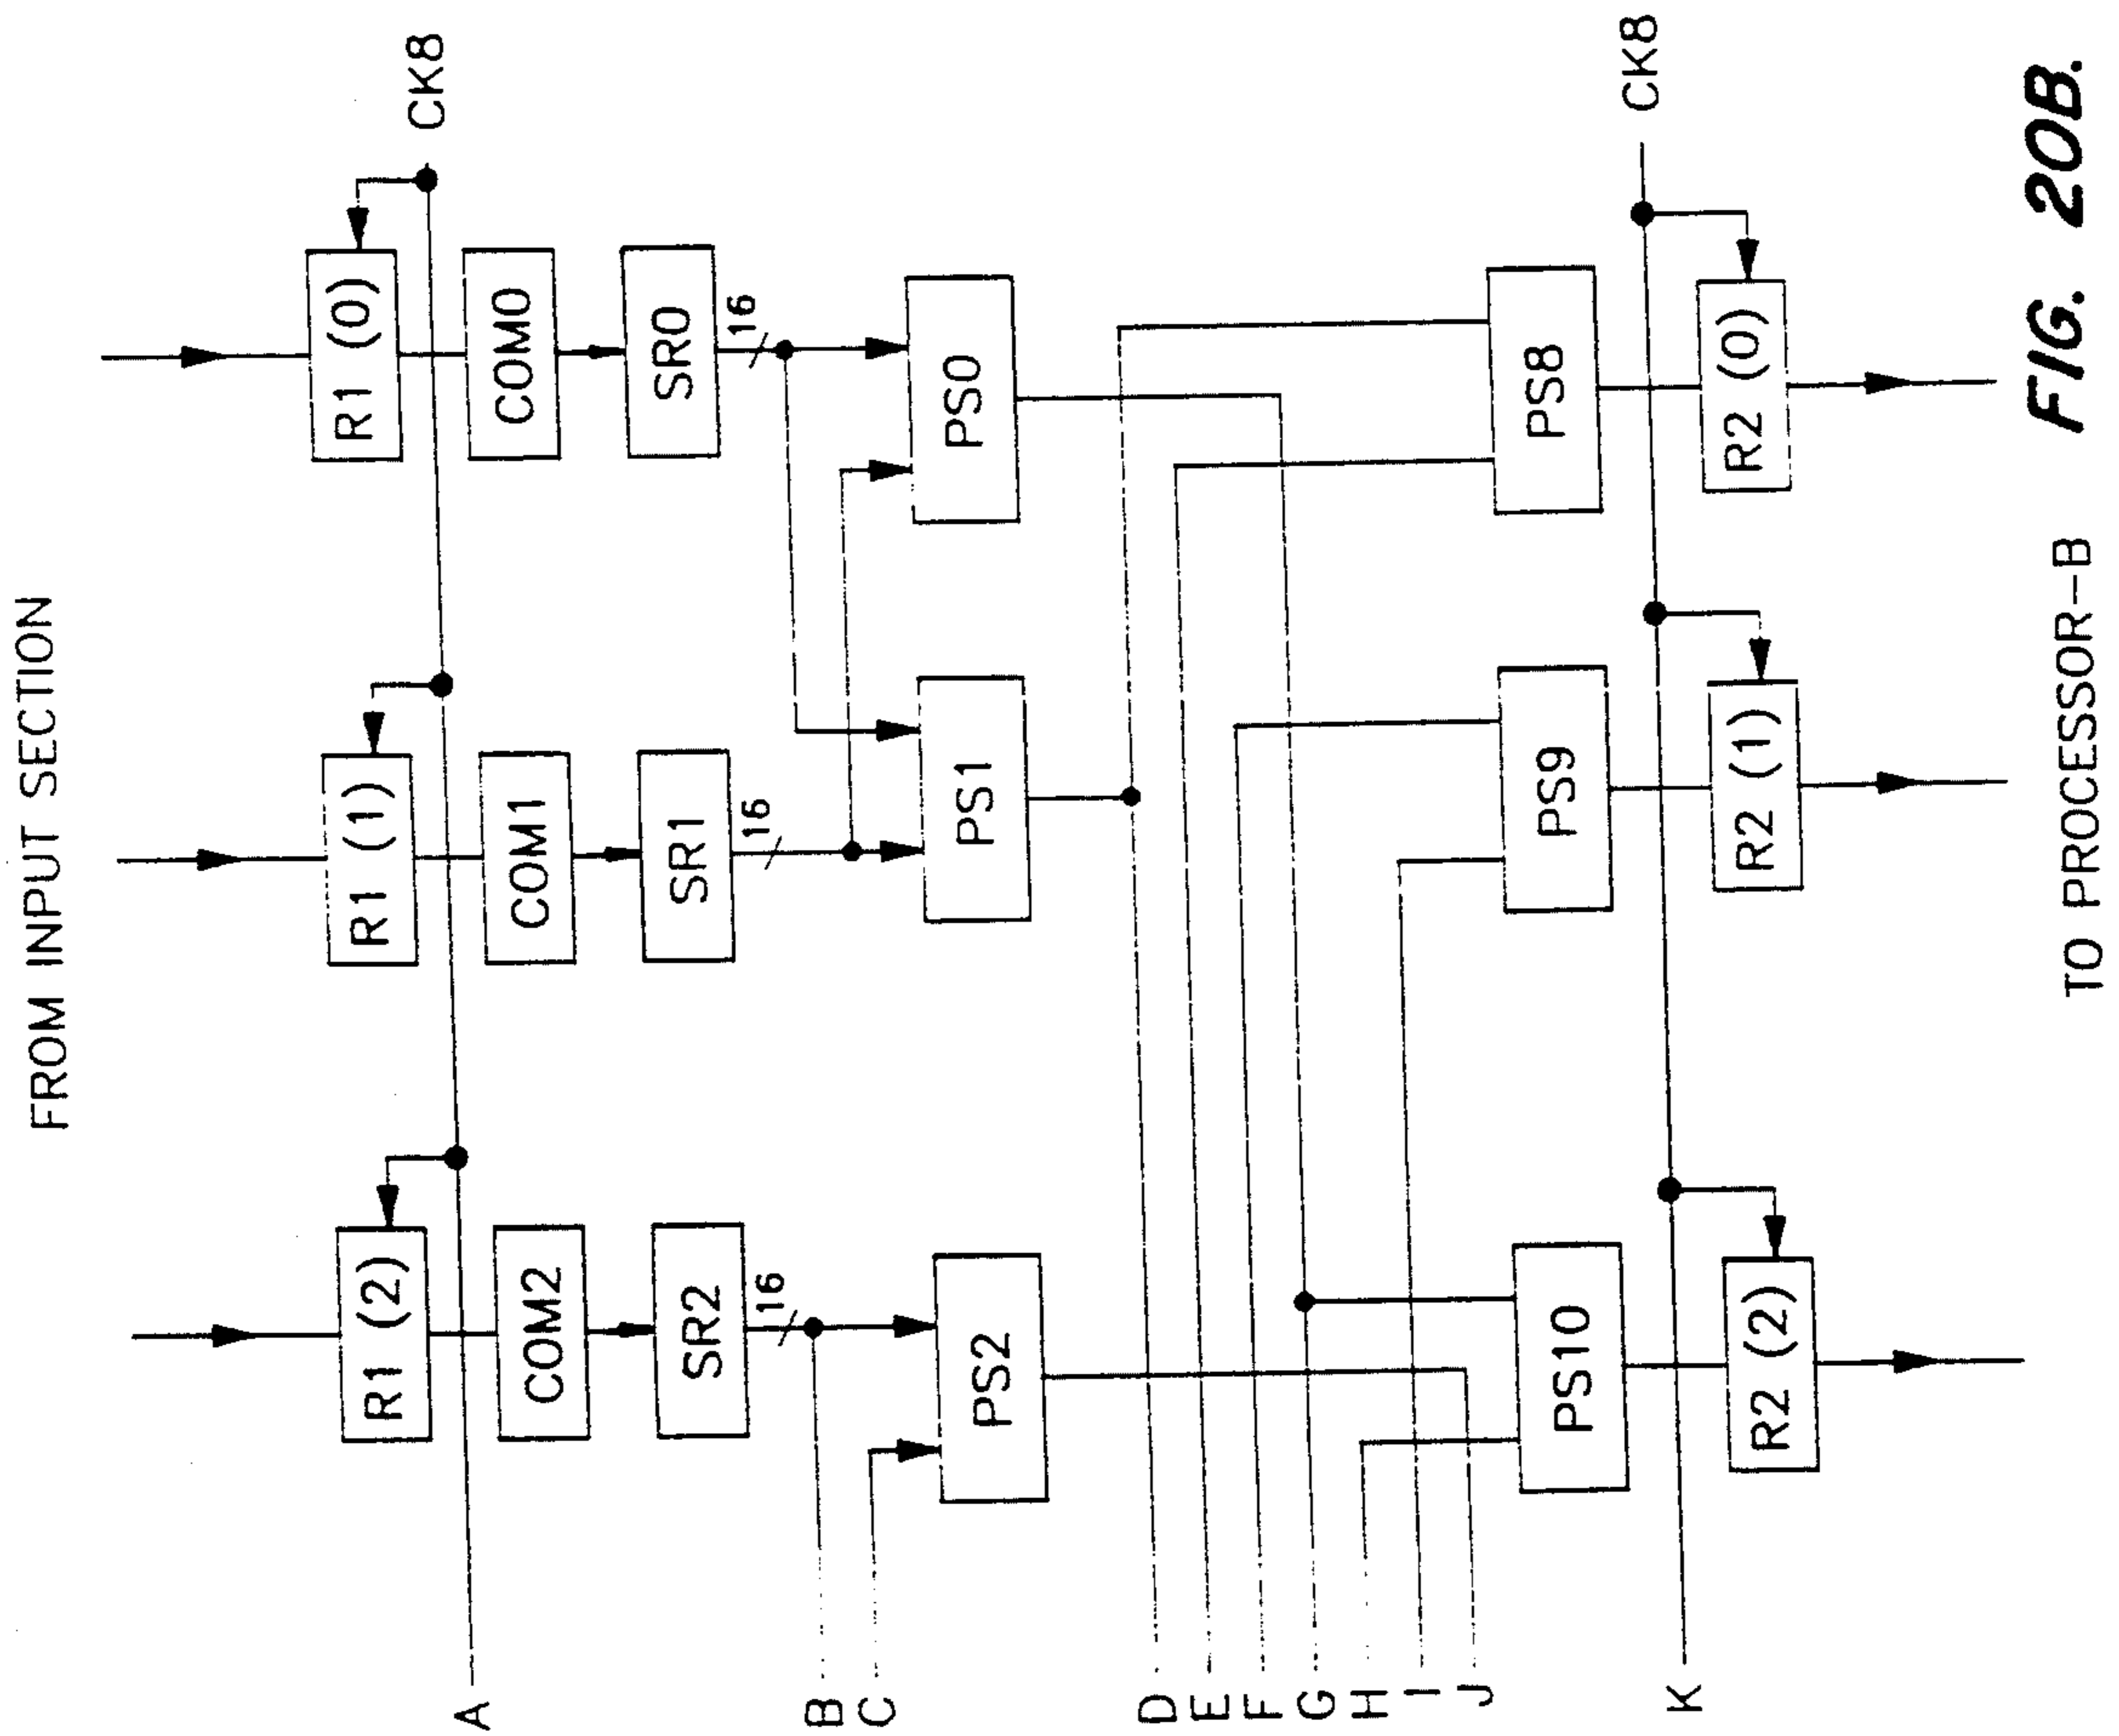 FROM INPUT SECTION
CK8
R1 (2)
R1 (1)
R1 (0)
A
COM2
COM1
COM0
SR2
SR1
SR0
16
16
16
B
C
PS2
PS1
PS0
D
E
F
G
H
I
J
PS10
PS9
PS8
CK8
K
R2 (2)
R2 (1)
R2 (0)
TO PROCESSOR-B
FIG. 20B.